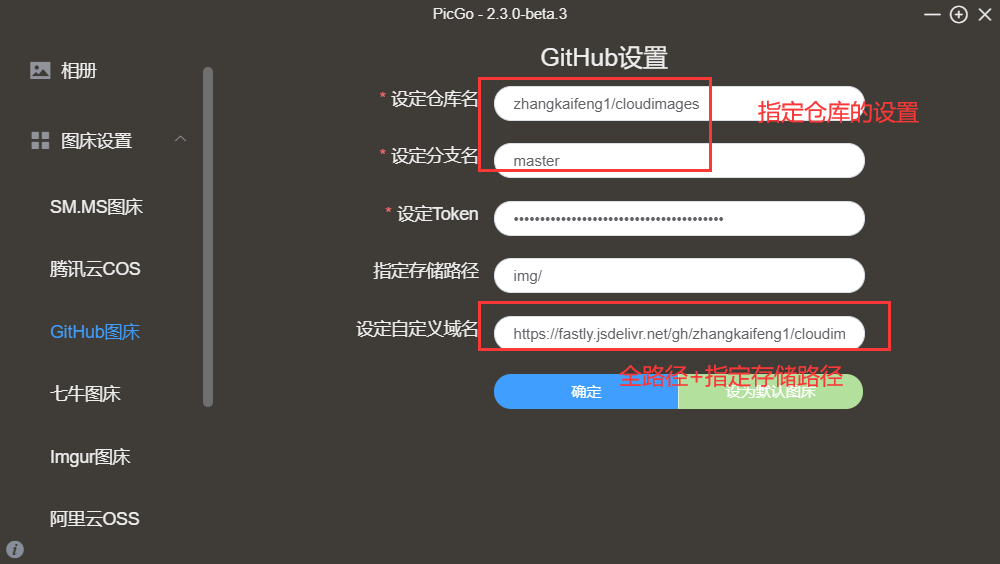 PicGo - 2.3.0-beta.3
相册
图床设置
SM.MS图床
腾讯云COS
GitHub图床
七牛图床
Imgur图床
阿里云OSS
GitHub设置
* 设定仓库名 zhangkaifeng1/cloudimages
指定仓库的设置
* 设定分支名 master
* 设定Token
指定存储路径 img/
设定自定义域名 https://fastly.jsdelivr.net/gh/zhangkaifeng1/cloudim
全路径+指定存储路径
确定 设为默认图床